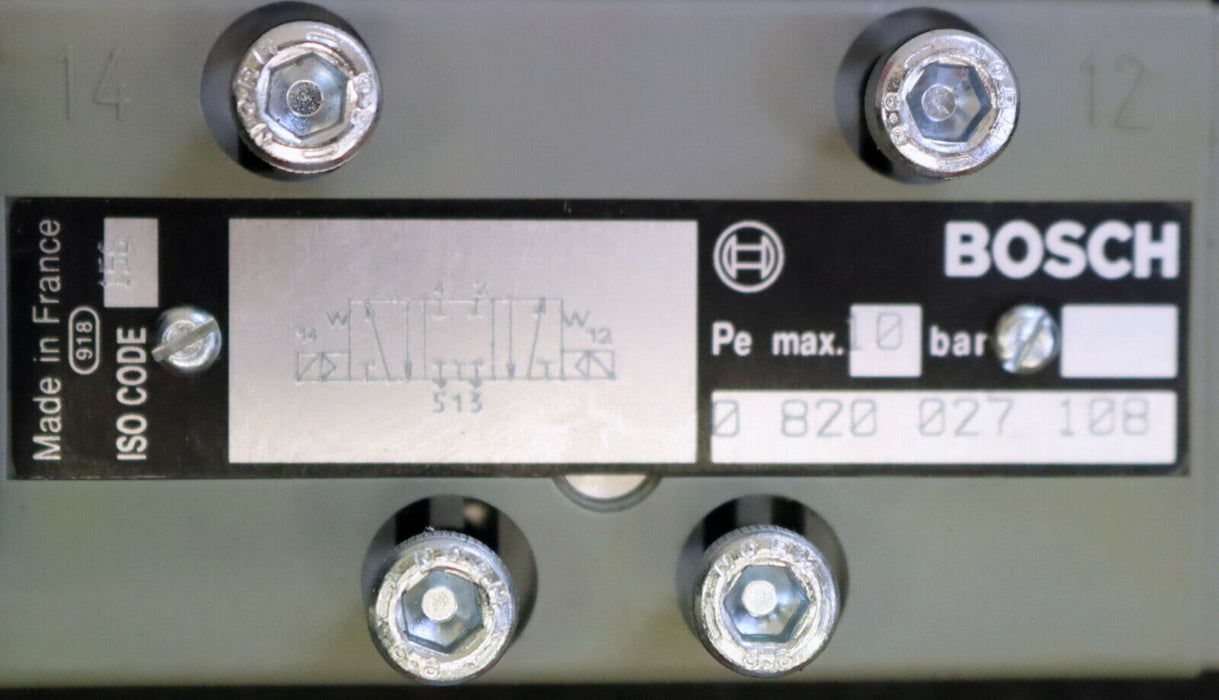 14
12
Made in France
918
ISO CODE
BOSCH
Pe max. 10 bar
0 820 027 108
4 2
14 W
W 12
5 1 3